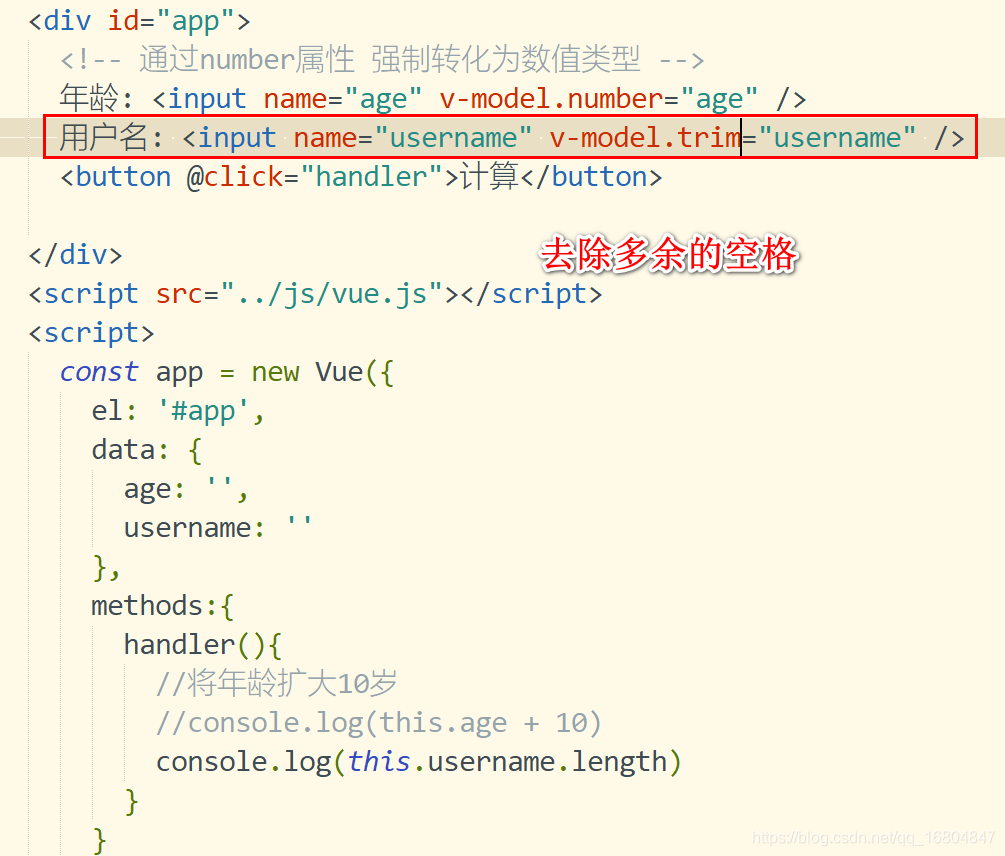 <div id="app">
<!-- 通过number属性 强制转化为数值类型 -->
年龄: <input name="age" v-model.number="age" />
用户名: <input name="username" v-model.trim="username" />
<button @click="handler">计算</button>
</div>
去除多余的空格
<script src="../js/vue.js"></script>
<script>
const app = new Vue({
el: '#app',
data: {
age: '',
username: ''
},
methods:{
handler(){
//将年龄扩大10岁
//console.log(this.age + 10)
console.log(this.username.length)
}
}
https://blog.csdn.net/qq_16804847